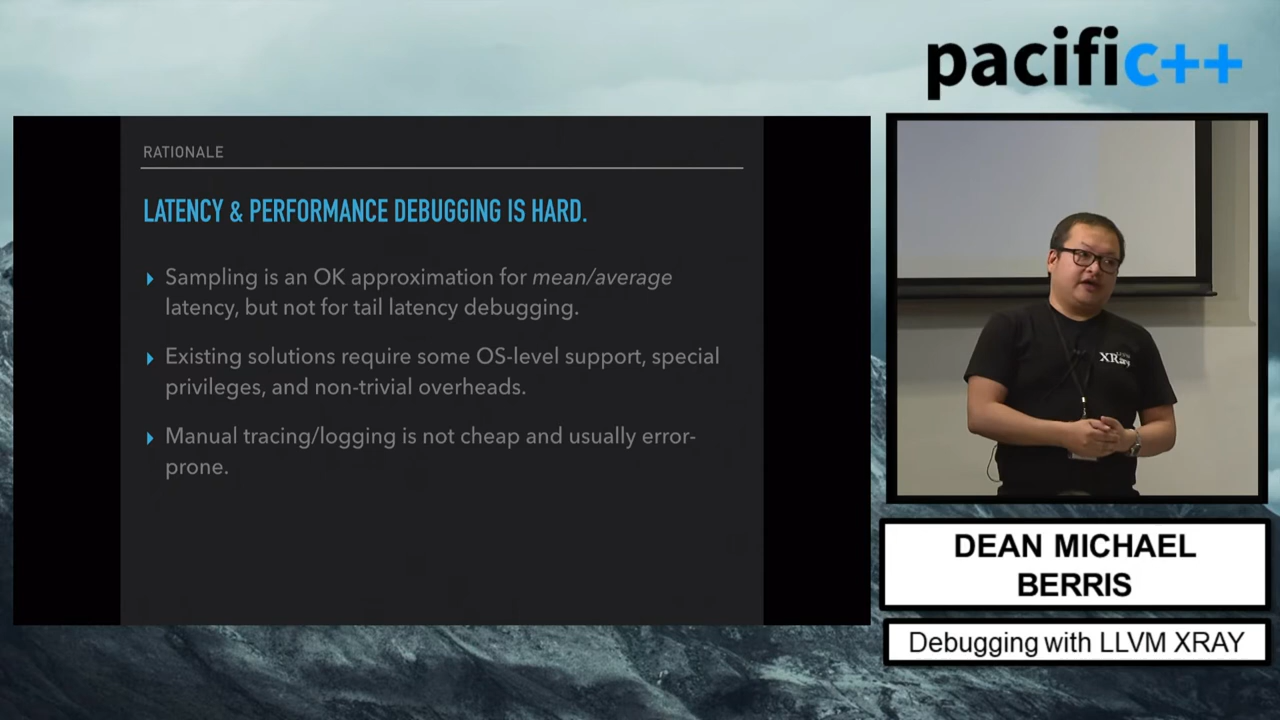 pacific++
RATIONALE
LATENCY & PERFORMANCE DEBUGGING IS HARD.
Sampling is an OK approximation for mean/average
latency, but not for tail latency debugging.
Existing solutions require some OS-level support, special
privileges, and non-trivial overheads.
Manual tracing/logging is not cheap and usually error-
prone.
XRay
DEAN MICHAEL
BERRIS
Debugging with LLVM XRAY